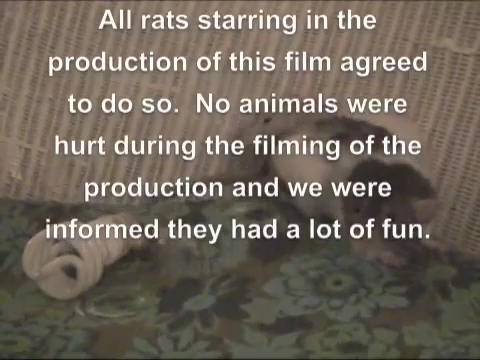 All rats starring in the
production of this film agreed
to do so.  No animals were
hurt during the filming of the
production and we were
informed they had a lot of fun.